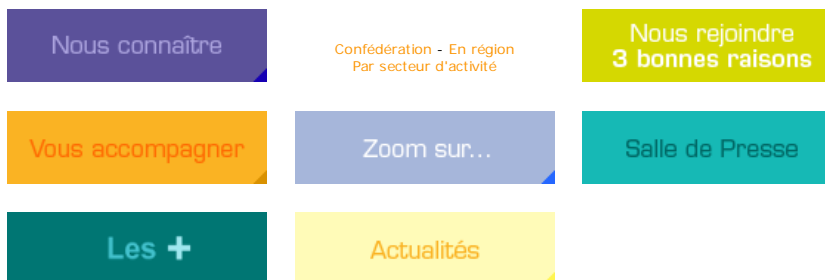 Nous connaître
Confédération - En région
Par secteur d'activité
Nous rejoindre
3 bonnes raisons
Vous accompagner
Zoom sur...
Salle de Presse
Les +
Actualités